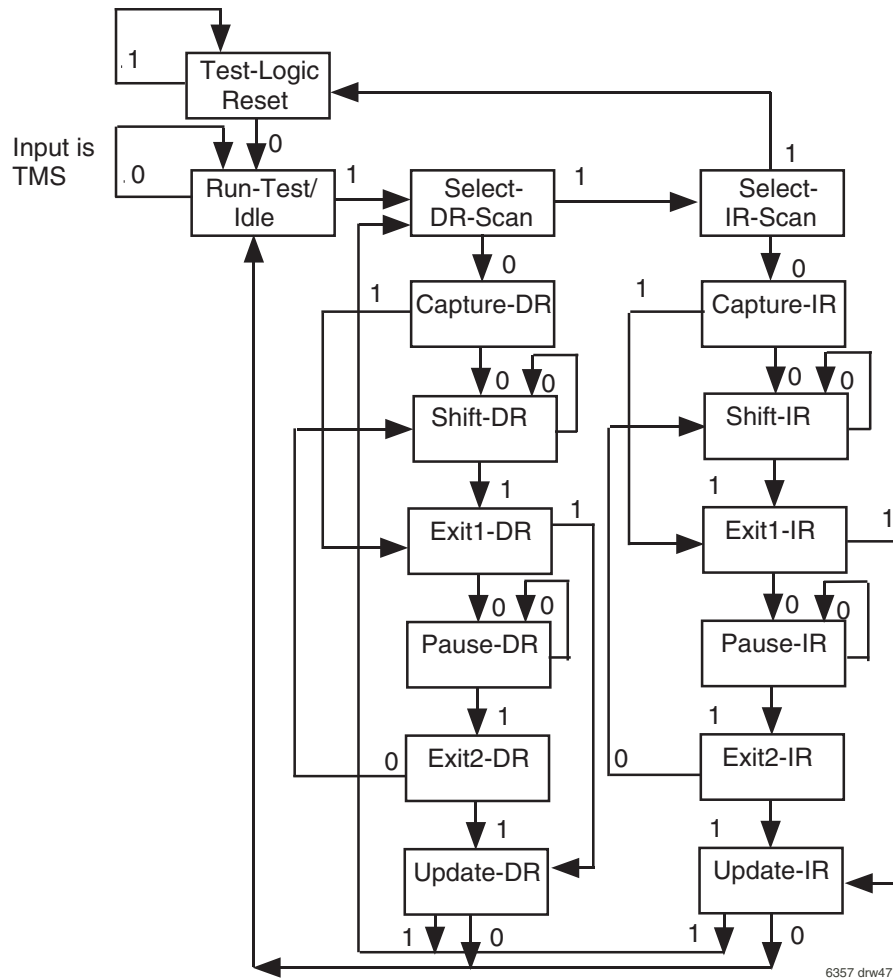 .1
Test-Logic
Reset
0
Input is
TMS
.0
Run-Test/
Idle
1
Select-
DR-Scan
1
1
Select-
IR-Scan
0
0
1
Capture-DR
1
Capture-IR
0
0
0
0
Shift-DR
Shift-IR
1
1
Exit1-DR
1
Exit1-IR
1
0
0
0
0
Pause-DR
Pause-IR
1
1
0
Exit2-DR
0
Exit2-IR
1
1
Update-DR
Update-IR
1
0
1
0
6357 drw47